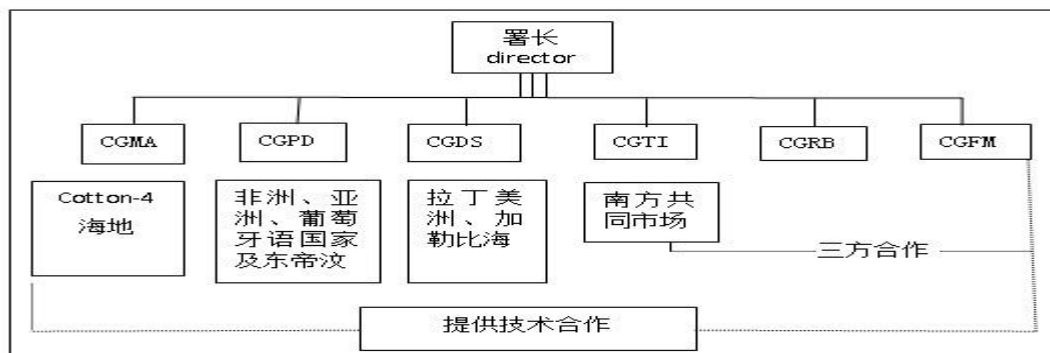 署长
director
CGMA
CGPD
CGDS
CGTI
CGRB
CGFM
Cotton-4
海地
非洲、亚
洲、葡萄
牙语国家
及东帝汶
拉丁美
洲、加
勒比海
南方共
同市场
三方合作
提供技术合作